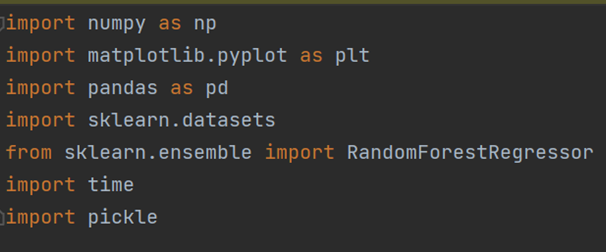 import numpy as np
import matplotlib.pyplot as plt
import pandas as pd
import sklearn.datasets
from sklearn.ensemble import RandomForestRegressor
import time
import pickle